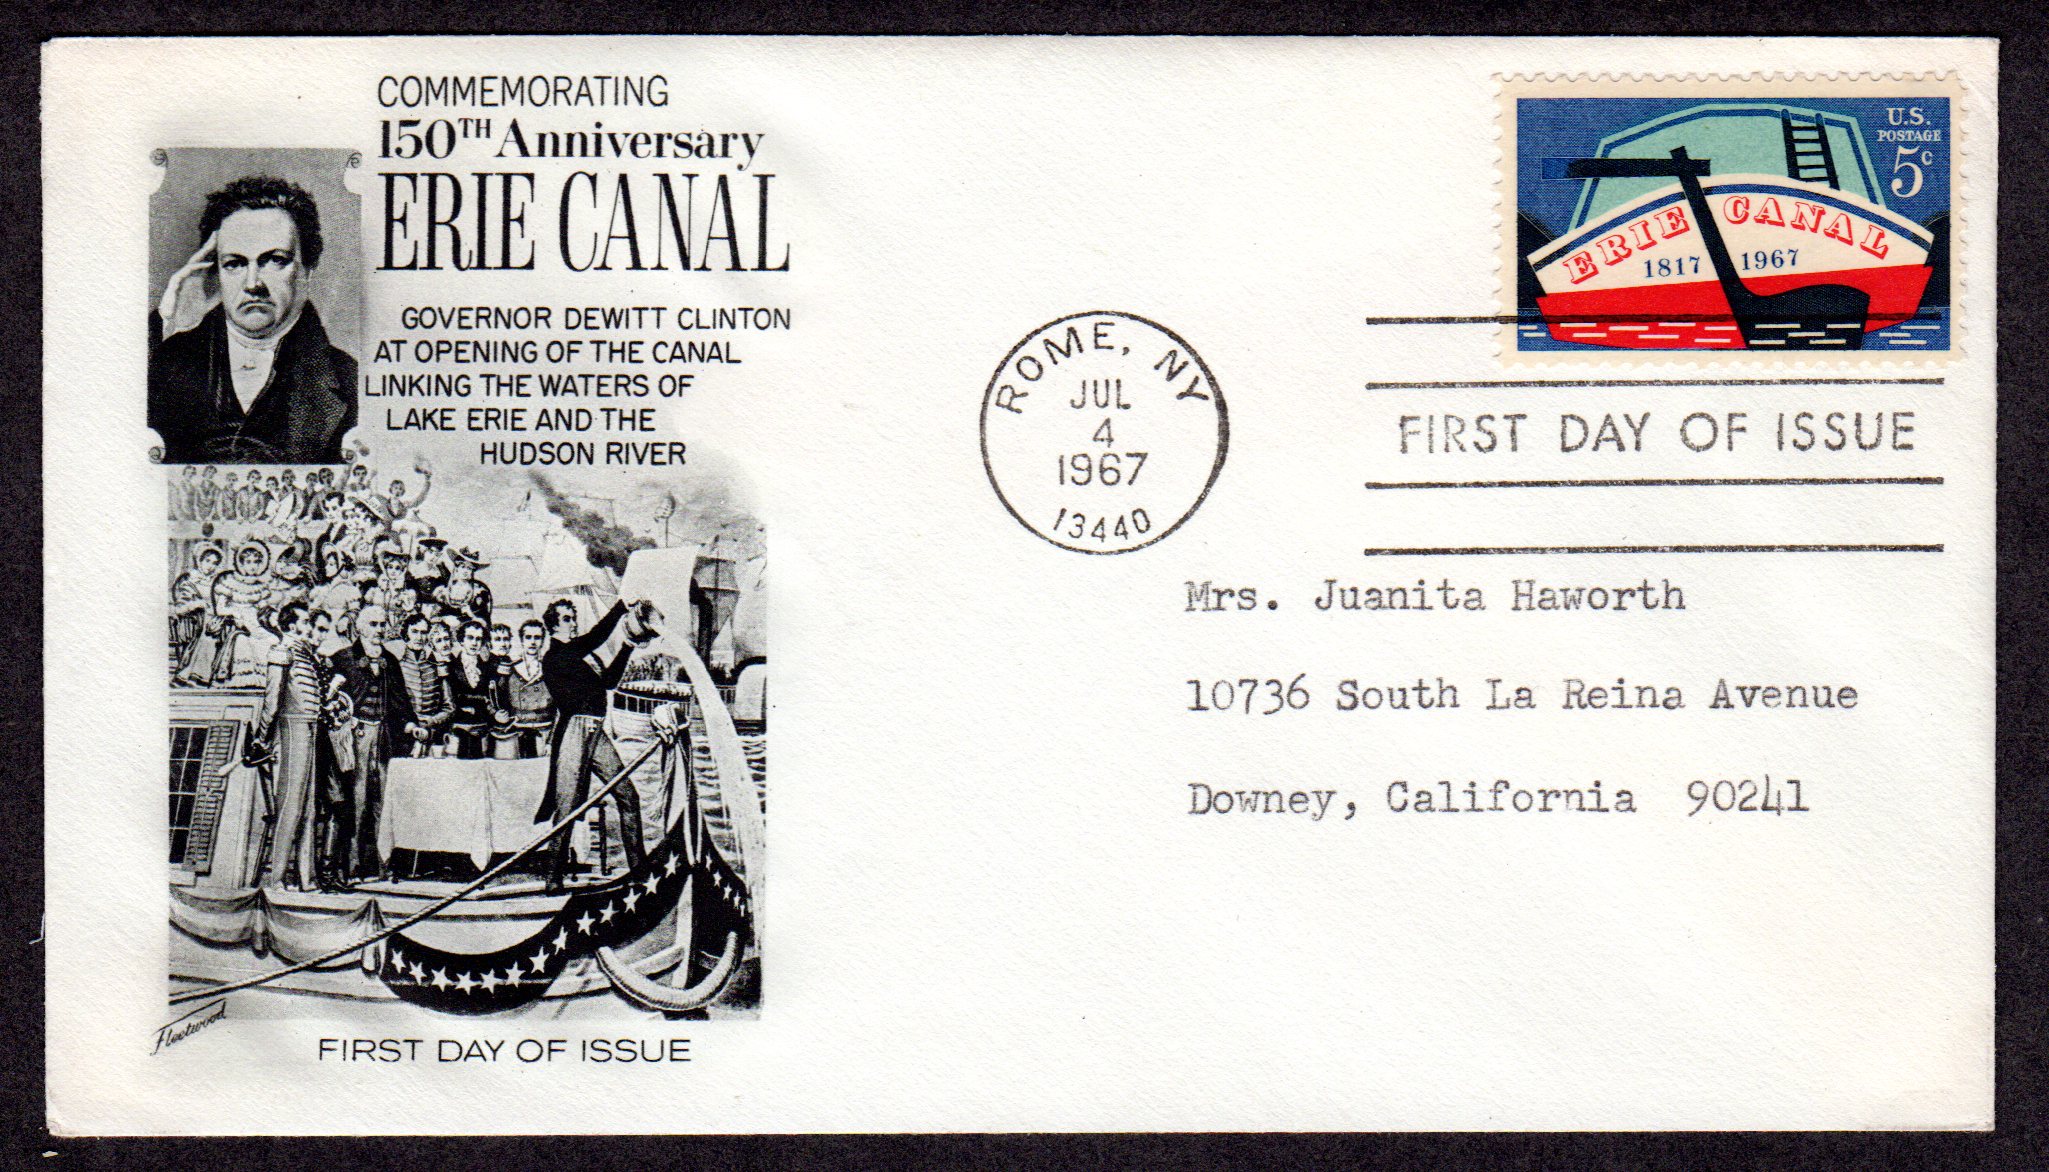 COMMEMORATING
150TH Anniversary
ERIE CANAL
GOVERNOR DEWITT CLINTON
AT OPENING OF THE CANAL
LINKING THE WATERS OF
LAKE ERIE AND THE
HUDSON RIVER
Fleetwood
FIRST DAY OF ISSUE
ROME, NY
JUL
4
1967
13440
U.S.
POSTAGE
5c
ERIE CANAL
1817 1967
FIRST DAY OF ISSUE
Mrs. Juanita Haworth
10736 South La Reina Avenue
Downey, California 90241